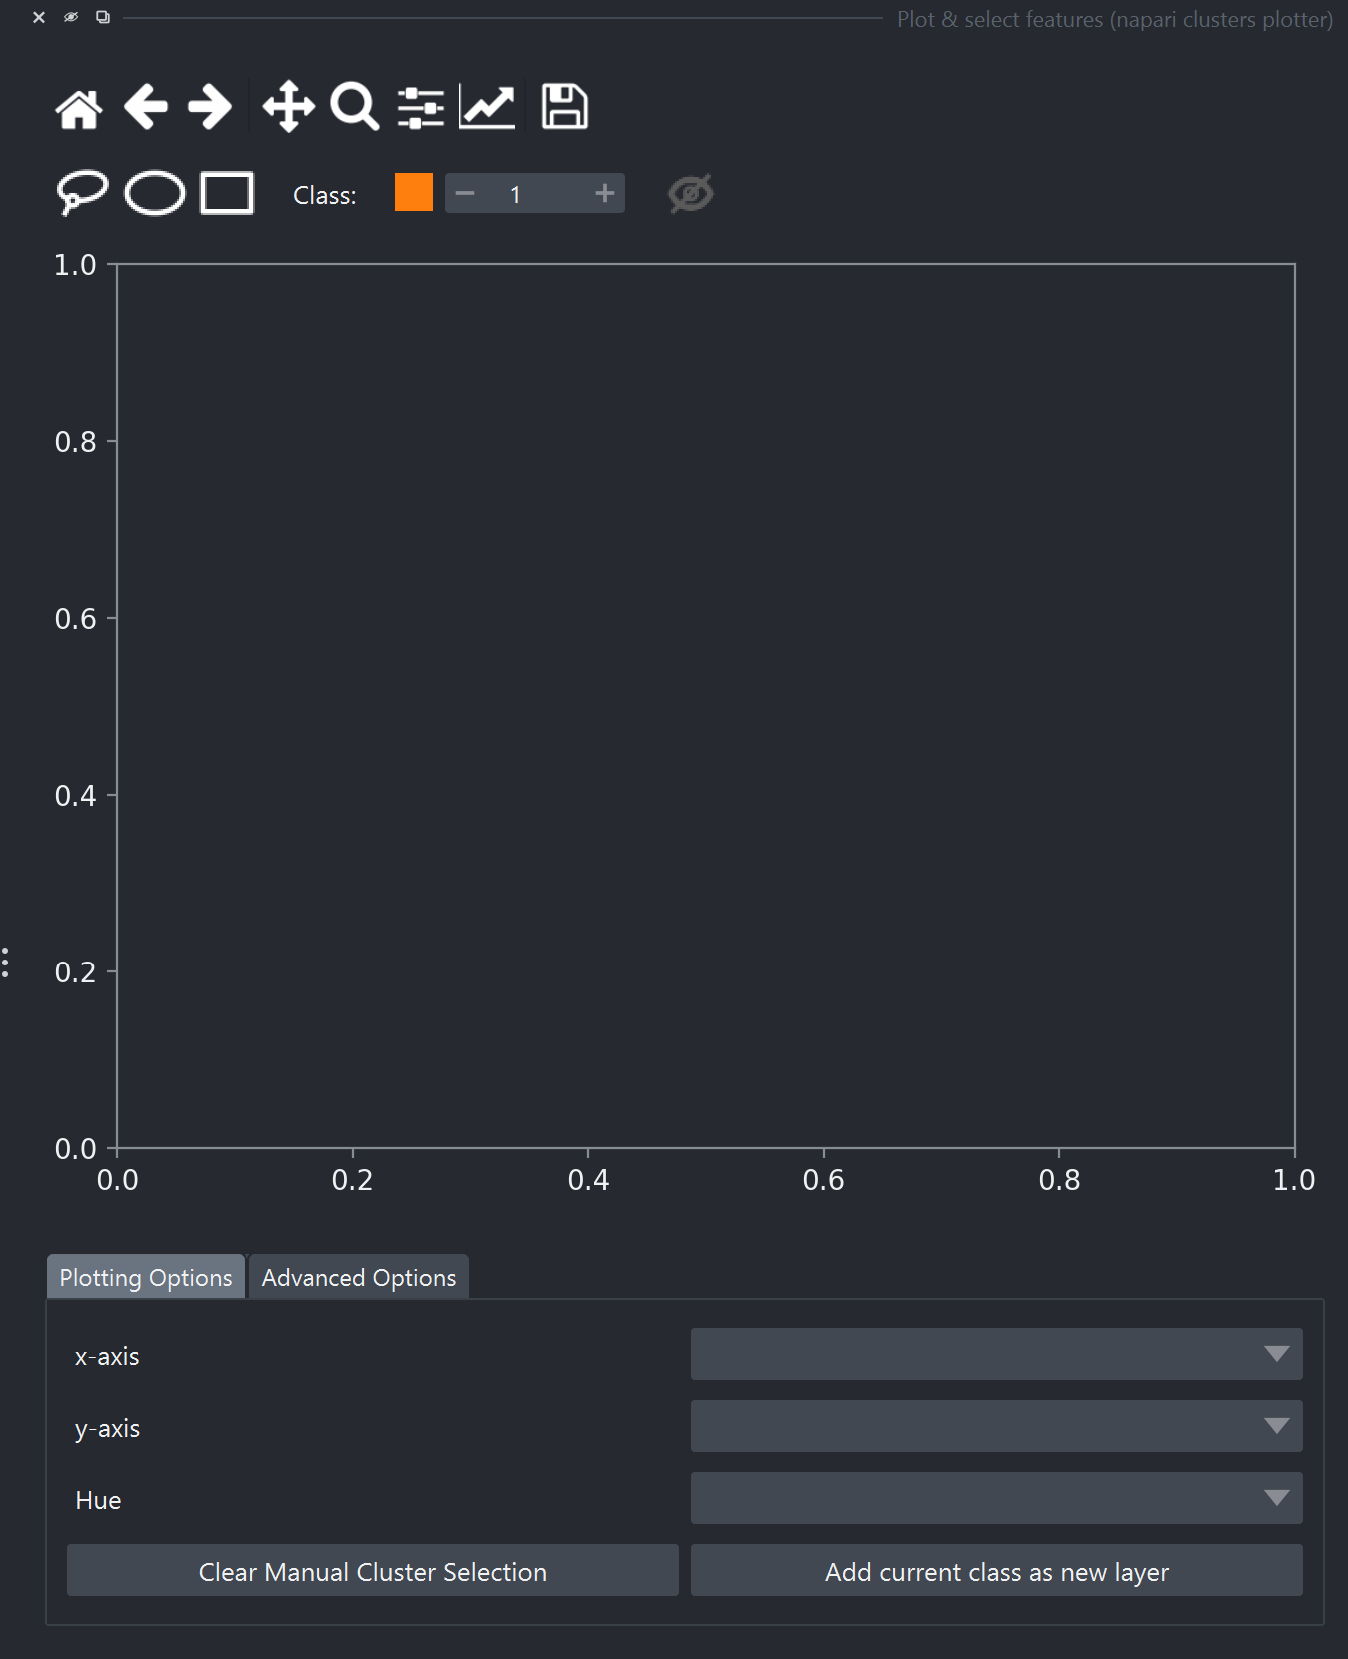 Plot & select features (napari clusters plotter)
Class:
1
1.0
0.8
0.6
0.4
0.2
0.0
0.0 0.2 0.4 0.6 0.8 1.0
Plotting Options Advanced Options
x-axis
y-axis
Hue
Clear Manual Cluster Selection Add current class as new layer